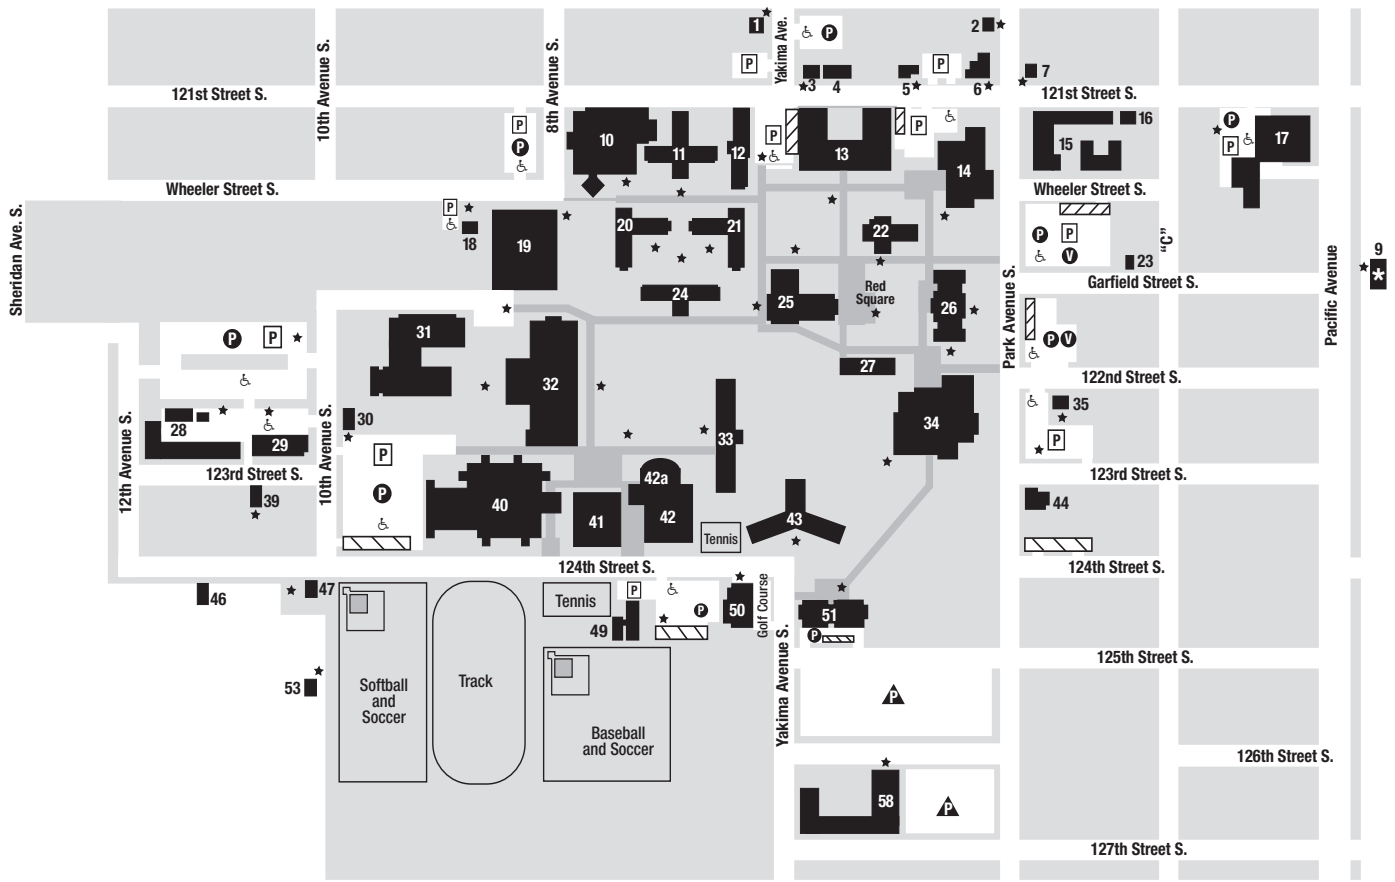 1
Yakima Ave.
P
2
P
P
3
4
5
6
7
121st Street S.
10th Avenue S.
8th Avenue S.
121st Street S.
P
P
10
11
12
P
13
P
14
15
16
P
P
17
Wheeler Street S.
Wheeler Street S.
Sheridan Ave. S.
P
18
19
20
21
22
P
P
V
23
"C"
Garfield Street S.
Pacific Avenue
9
*
24
25
Red
Square
26
Park Avenue S.
P
V
P
P
31
32
27
122nd Street S.
28
29
30
33
34
35
P
12th Avenue S.
123rd Street S.
10th Avenue S.
P
P
123rd Street S.
39
40
41
42a
42
Tennis
43
44
124th Street S.
124th Street S.
46
47
Tennis
P
49
P
50
Golf Course
51
P
Yakima Avenue S.
125th Street S.
53
Softball
and
Soccer
Track
Baseball
and Soccer
P
126th Street S.
58
P
127th Street S.